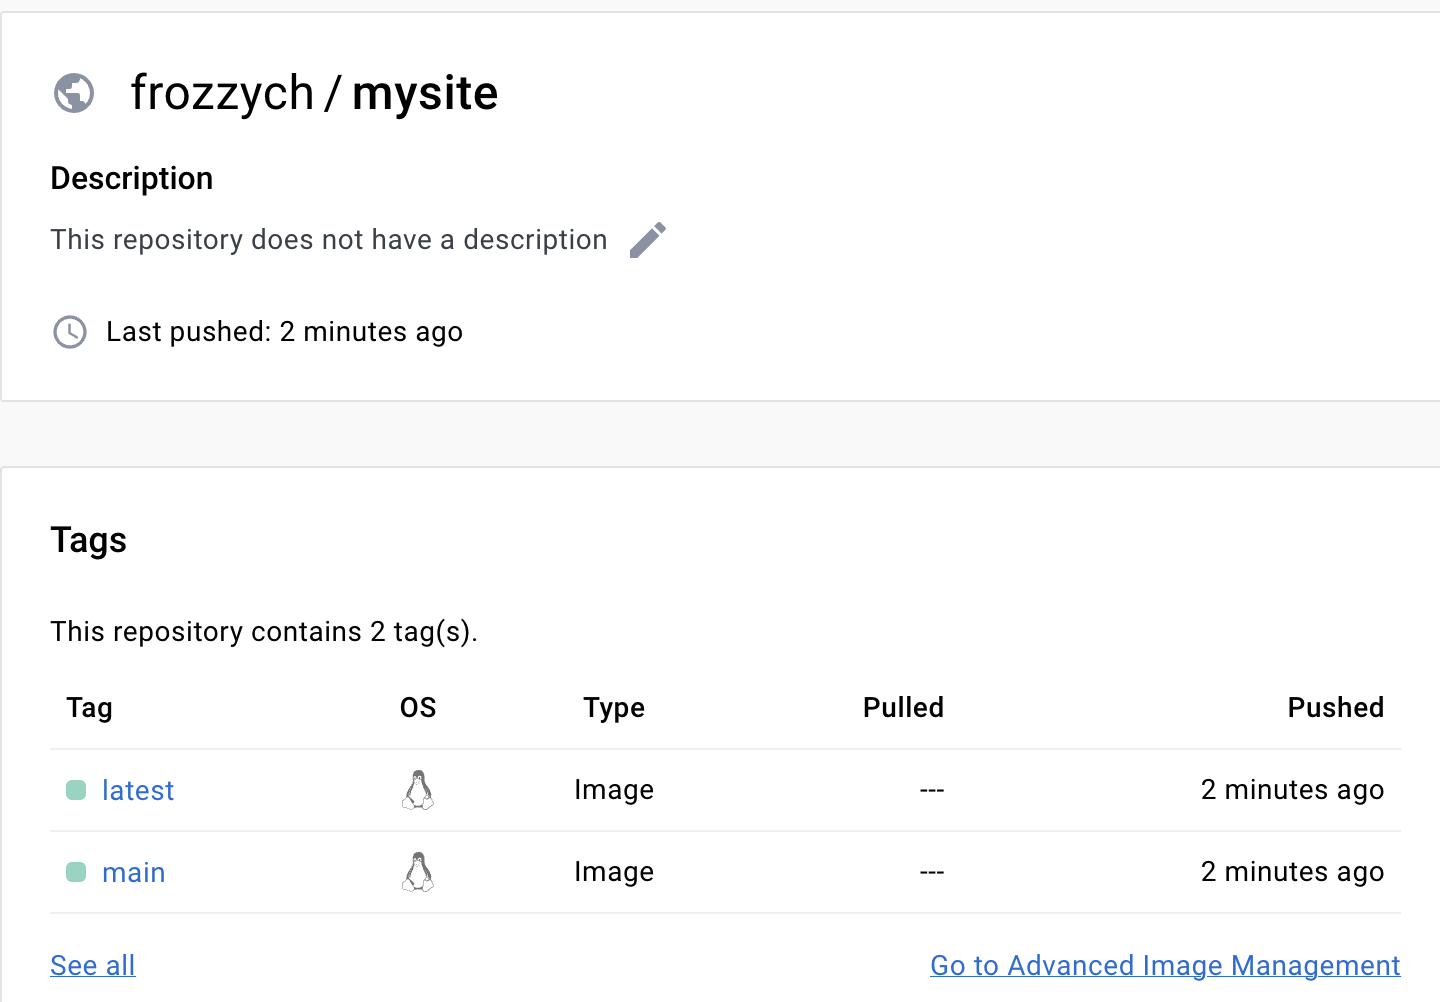 frozzych / mysite
Description
This repository does not have a description
Last pushed: 2 minutes ago
Tags
This repository contains 2 tag(s).
Tag OS Type Pulled Pushed
latest Image --- 2 minutes ago
main Image --- 2 minutes ago
See all Go to Advanced Image Management